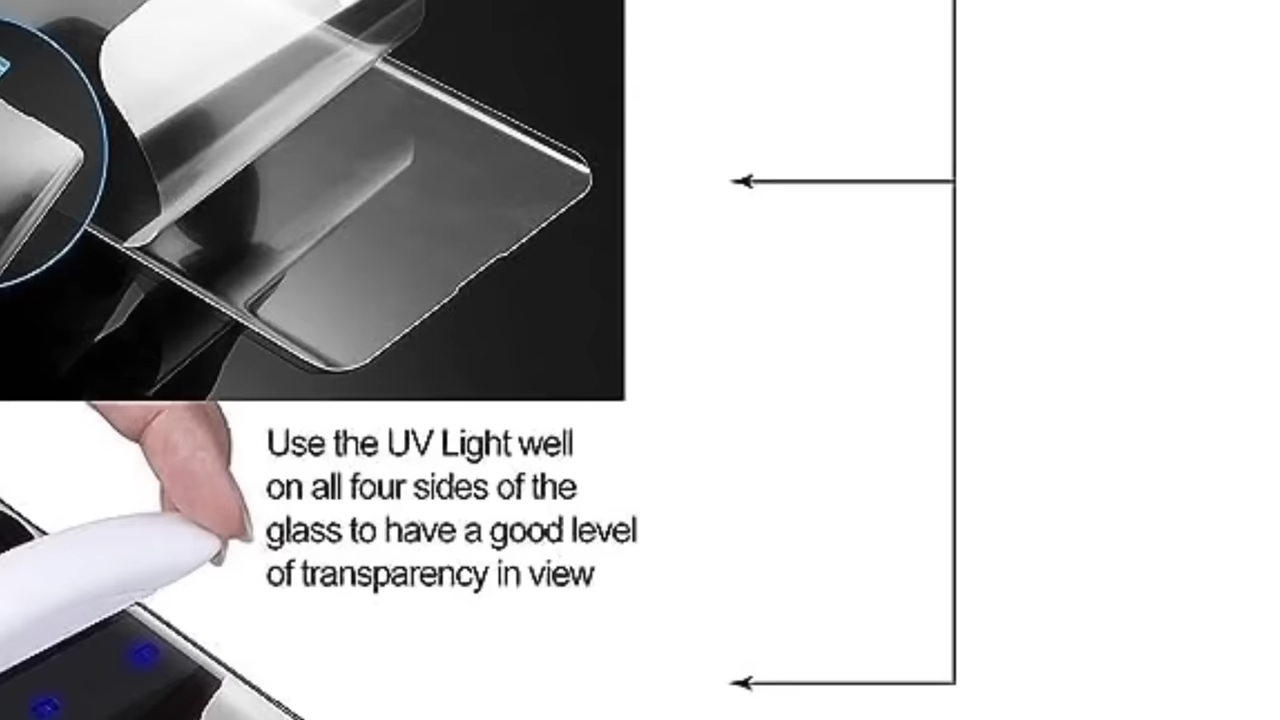 Use the UV Light well
on all four sides of the
glass to have a good level
of transparency in view